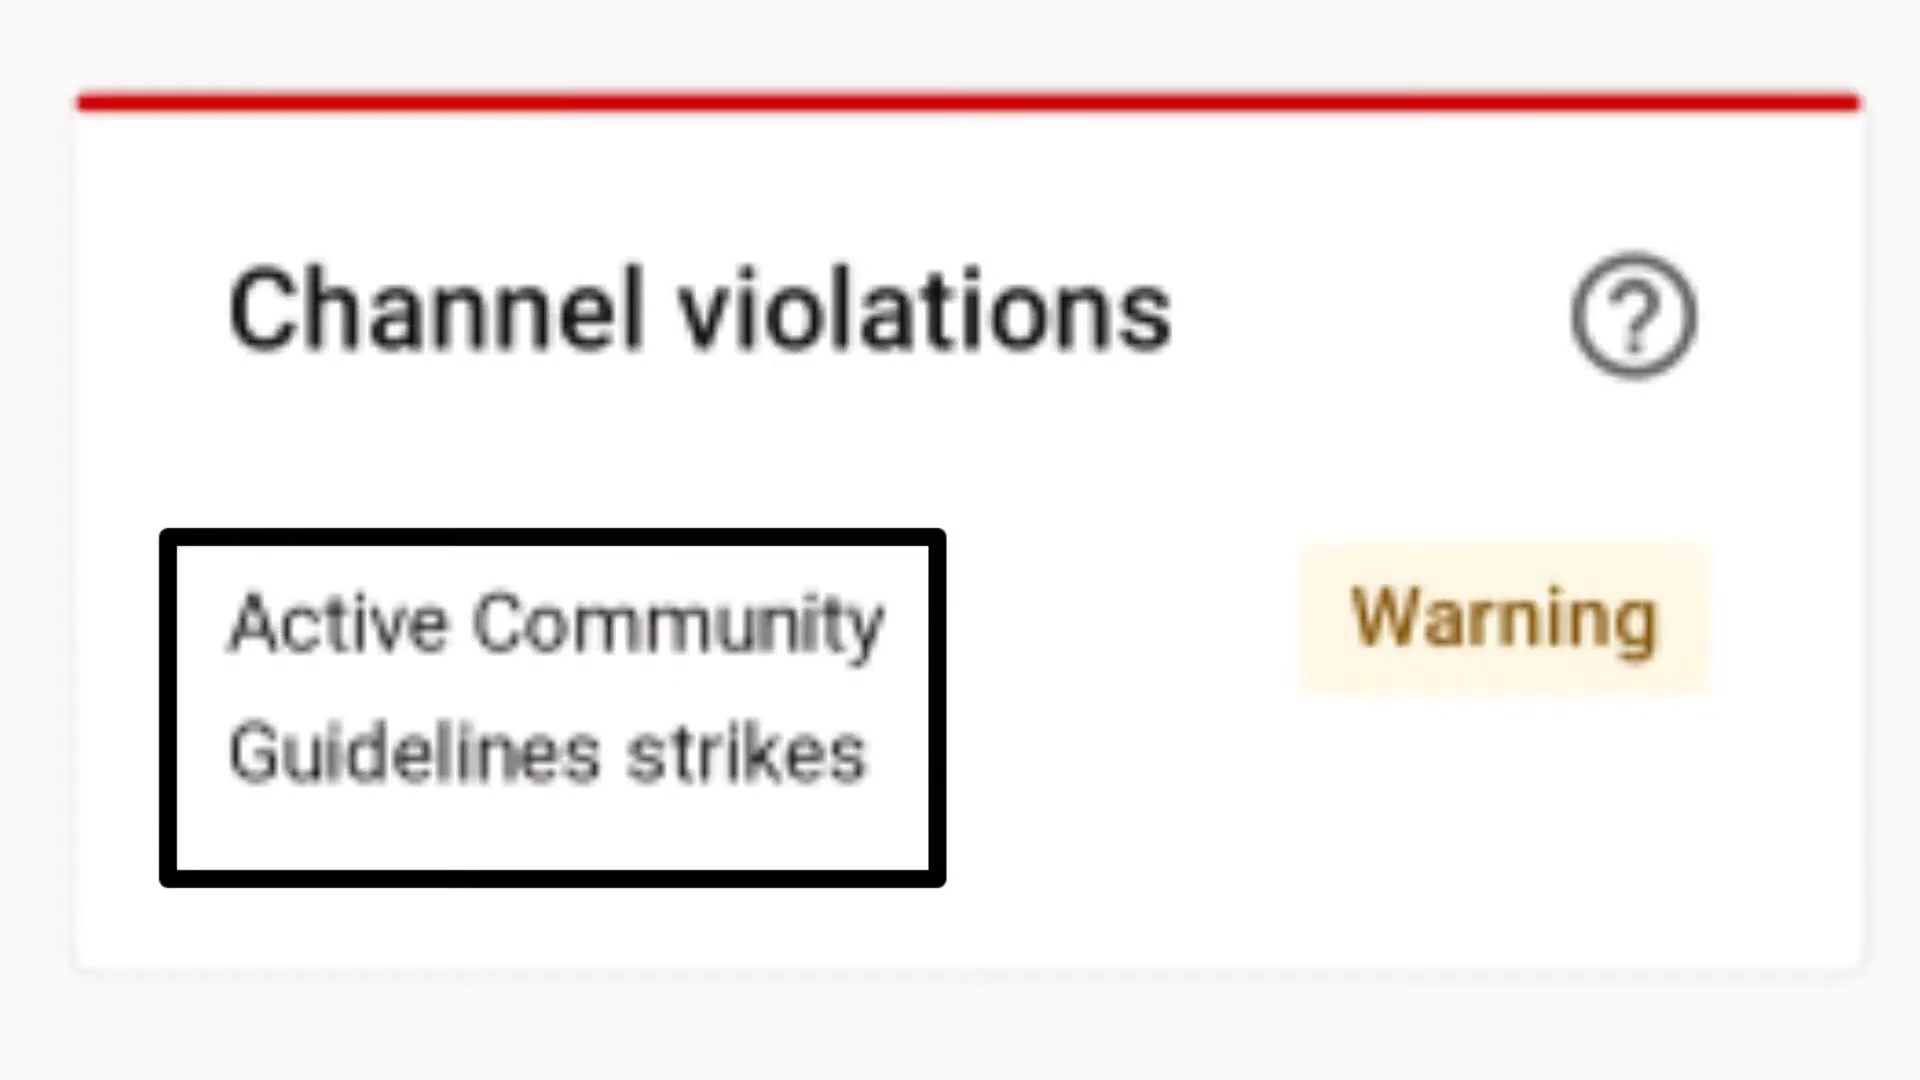 Channel violations
Active Community
Guidelines strikes
Warning